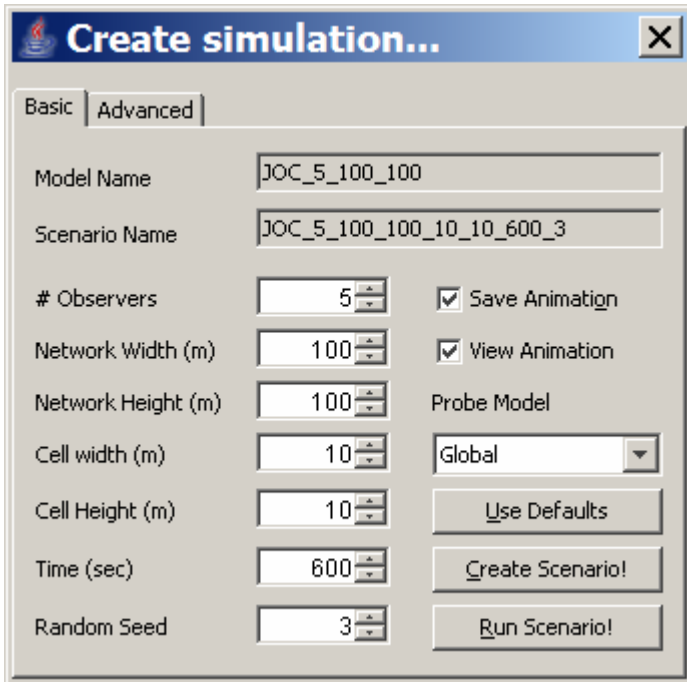 Create simulation...
Basic Advanced
Model Name JOC_5_100_100
Scenario Name JOC_5_100_100_10_10_600_3
# Observers 5 Save Animation
Network Width (m) 100 View Animation
Network Height (m) 100 Probe Model
Cell width (m) 10 Global
Cell Height (m) 10 Use Defaults
Time (sec) 600 Create Scenario!
Random Seed 3 Run Scenario!